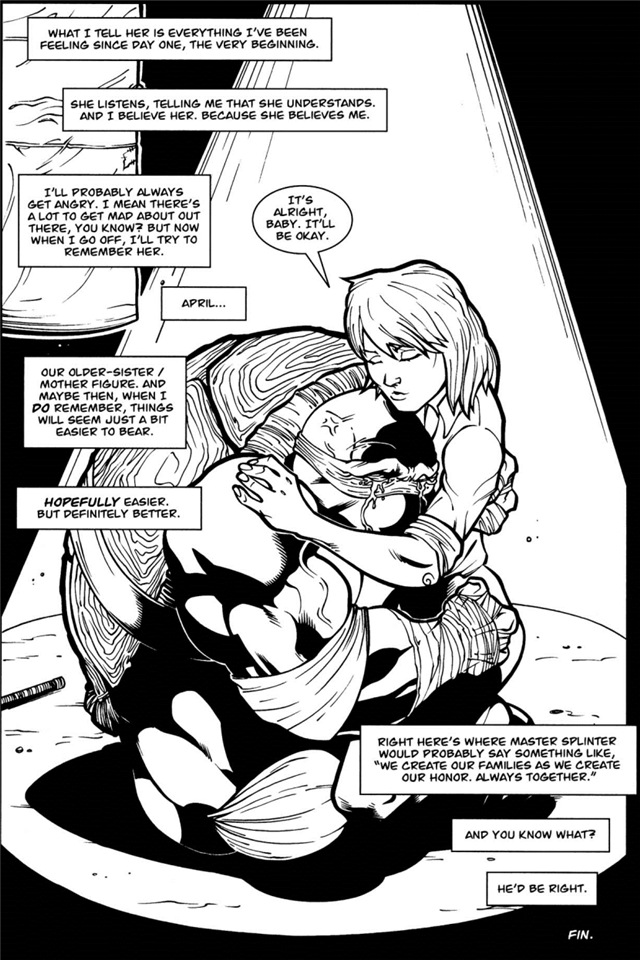 WHAT I TELL HER IS EVERYTHING I'VE BEEN
FEELING SINCE DAY ONE, THE VERY BEGINNING.
SHE LISTENS, TELLING ME THAT SHE UNDERSTANDS.
AND I BELIEVE HER. BECAUSE SHE BELIEVES ME.
I'LL PROBABLY ALWAYS
GET ANGRY. I MEAN THERE'S
A LOT TO GET MAD ABOUT OUT
THERE, YOU KNOW? BUT NOW
WHEN I GO OFF, I'LL TRY TO
REMEMBER HER.
IT'S
ALRIGHT,
BABY. IT'LL
BE OKAY.
APRIL...
OUR OLDER-SISTER /
MOTHER FIGURE. AND
MAYBE THEN, WHEN I
DO REMEMBER, THINGS
WILL SEEM JUST A BIT
EASIER TO BEAR.
HOPEFULLY EASIER.
BUT DEFINITELY BETTER.
RIGHT HERE'S WHERE MASTER SPLINTER
WOULD PROBABLY SAY SOMETHING LIKE,
"WE CREATE OUR FAMILIES AS WE CREATE
OUR HONOR. ALWAYS TOGETHER."
AND YOU KNOW WHAT?
HE'D BE RIGHT.
FIN.